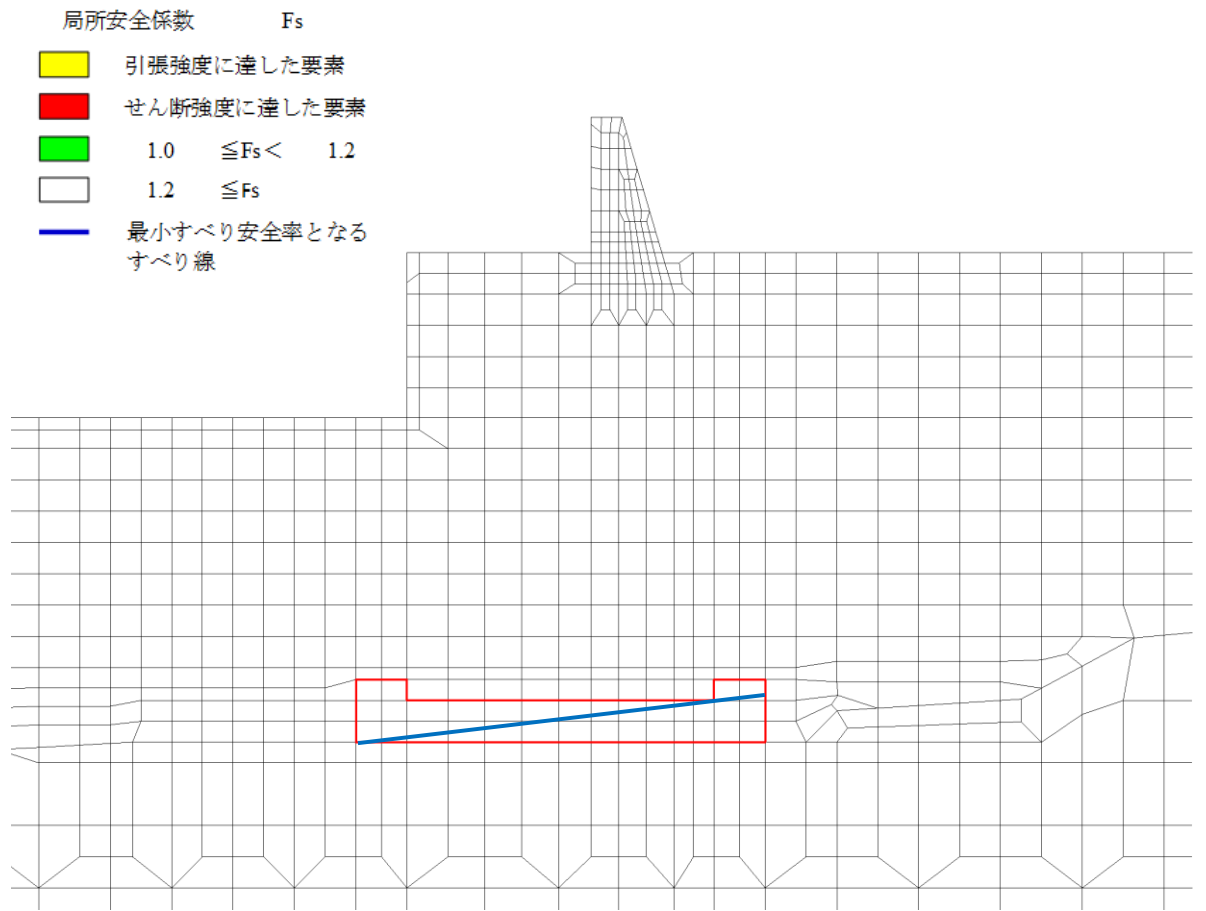 局所安全係数 Fs
引張強度に達した要素
せん断強度に達した要素
1.0 ≦Fs＜ 1.2
1.2 ≦Fs
最小すべり安全率となる
すべり線